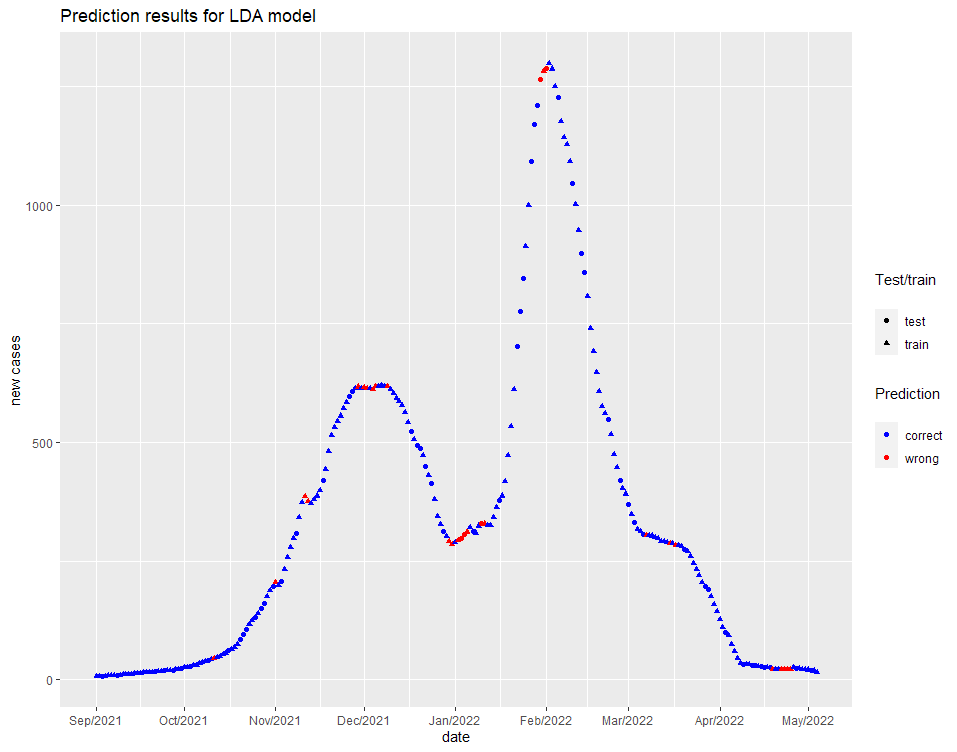 Prediction results for LDA model
new cases
1000
500
0
Sep/2021 Oct/2021 Nov/2021 Dec/2021 Jan/2022 Feb/2022 Mar/2022 Apr/2022 May/2022
date
Test/train
test
train
Prediction
correct
wrong